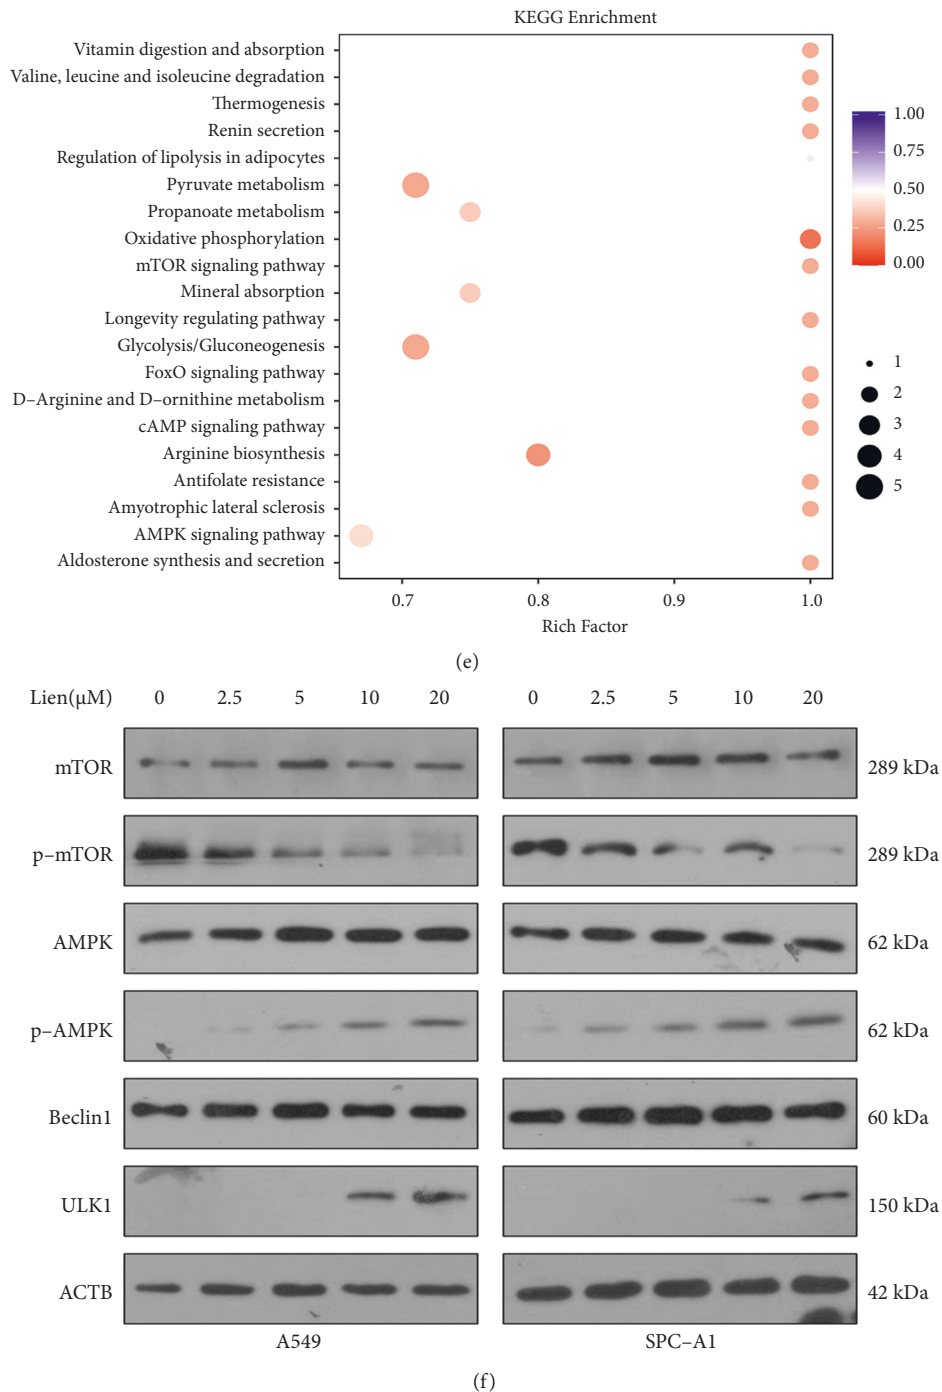 KEGG Enrichment
Vitamin digestion and absorption
Valine, leucine and isoleucine degradation
Thermogenesis
Renin secretion
Regulation of lipolysis in adipocytes
Pyruvate metabolism
Propanoate metabolism
Oxidative phosphorylation
mTOR signaling pathway
Mineral absorption
Longevity regulating pathway
Glycolysis/Gluconeogenesis
FoxO signaling pathway
D–Arginine and D–ornithine metabolism
cAMP signaling pathway
Arginine biosynthesis
Antifolate resistance
Amyotrophic lateral sclerosis
AMPK signaling pathway
Aldosterone synthesis and secretion
0.7 0.8 0.9 1.0
Rich Factor
1.00
0.75
0.50
0.25
0.00
1
2
3
4
5
(e)
Lien(μM) 0 2.5 5 10 20 0 2.5 5 10 20
mTOR 289 kDa
p–mTOR 289 kDa
AMPK 62 kDa
p–AMPK 62 kDa
Beclin1 60 kDa
ULK1 150 kDa
ACTB 42 kDa
A549 SPC–A1
(f)